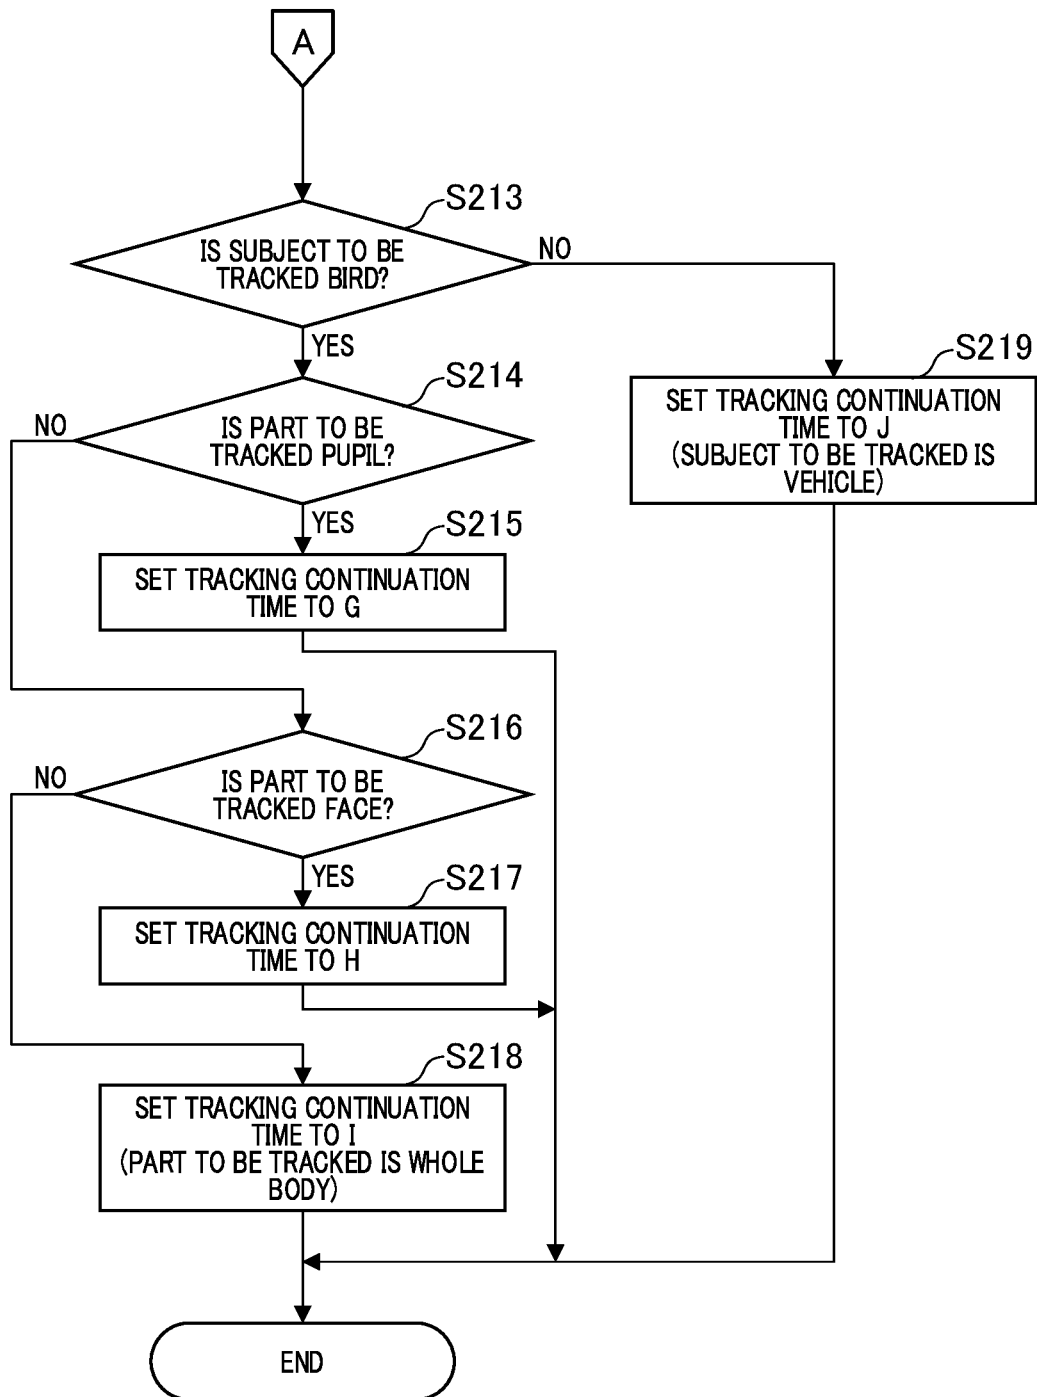 A
S213
IS SUBJECT TO BE
TRACKED BIRD?
NO
YES
S214
S219
NO
IS PART TO BE
TRACKED PUPIL?
SET TRACKING CONTINUATION
TIME TO J
(SUBJECT TO BE TRACKED IS
VEHICLE)
YES
S215
SET TRACKING CONTINUATION
TIME TO G
S216
NO
IS PART TO BE
TRACKED FACE?
YES
S217
SET TRACKING CONTINUATION
TIME TO H
S218
SET TRACKING CONTINUATION
TIME TO I
(PART TO BE TRACKED IS WHOLE
BODY)
END